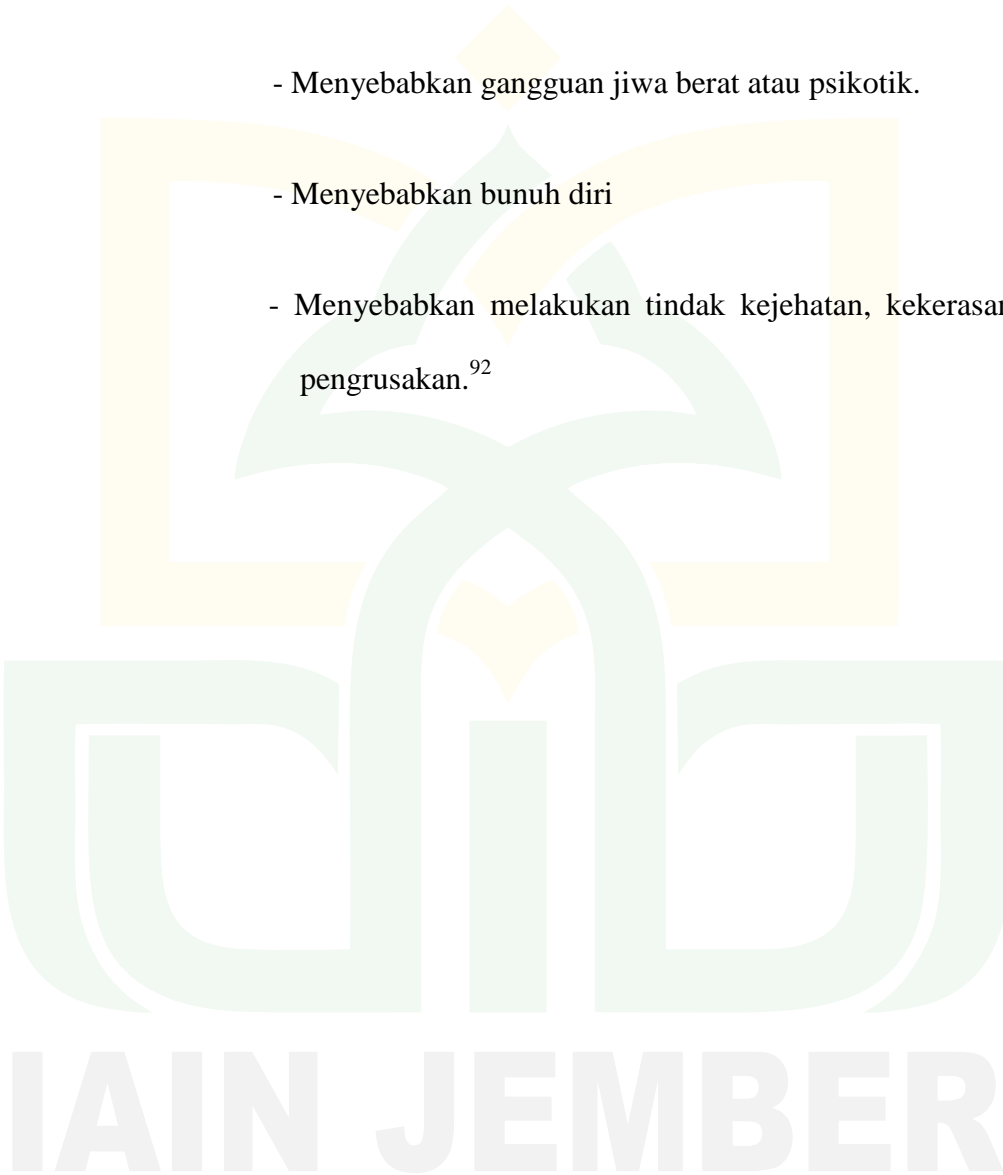 - Menyebabkan gangguan jiwa berat atau psikotik.
- Menyebabkan bunuh diri
- Menyebabkan melakukan tindak kejehatan, kekerasan
pengrusakan.92
IAIN JEMBER